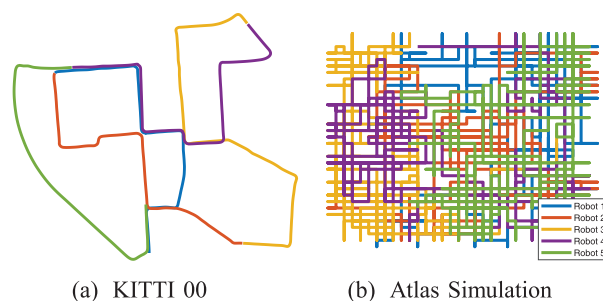 Robot 1
Robot 2
Robot 3
Robot 4
Robot 5
(a) KITTI 00
(b) Atlas Simulation